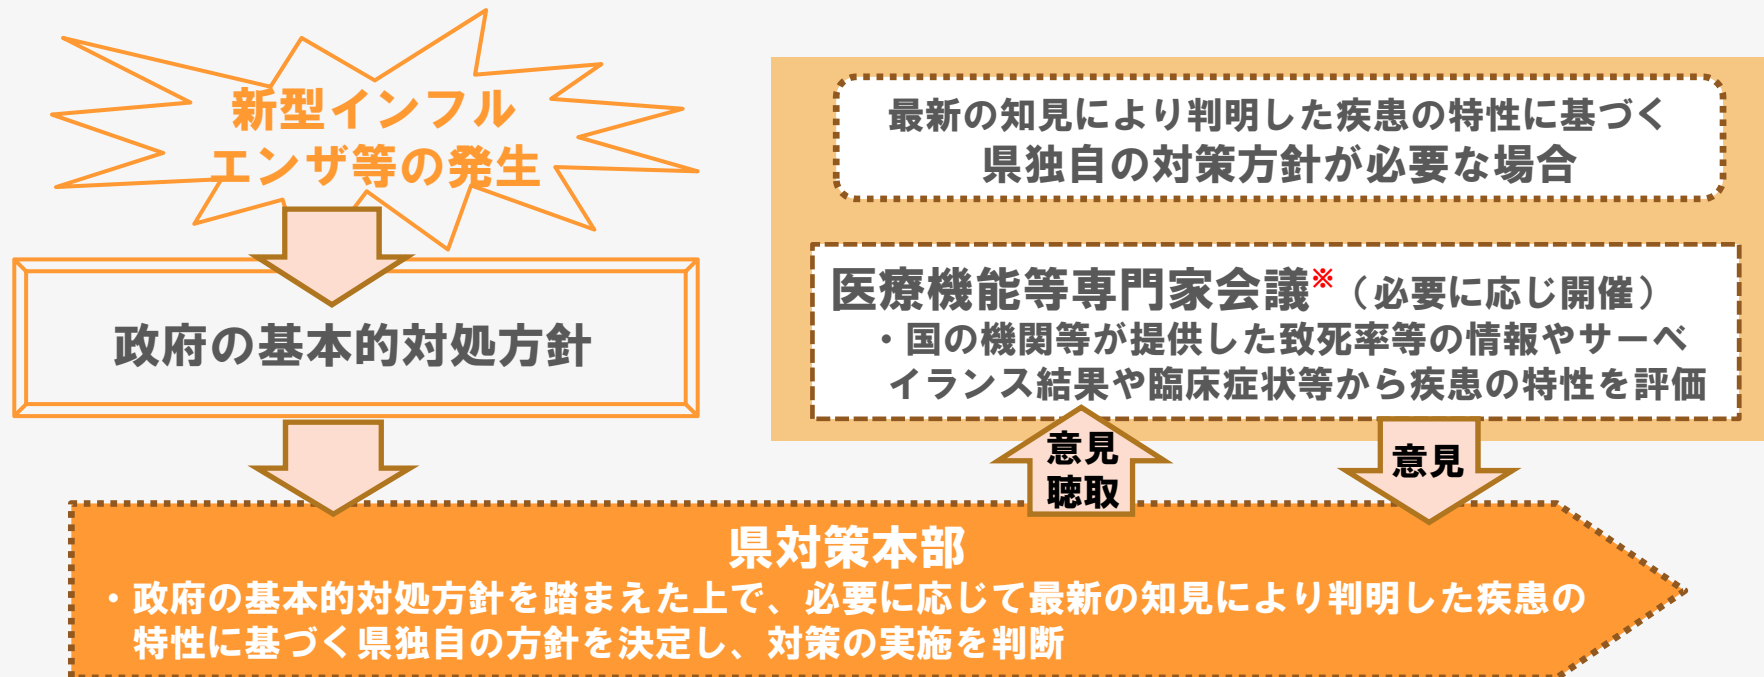 新型インフル
エンザ等の発生
政府の基本的対処方針
最新の知見により判明した疾患の特性に基づく
県独自の対策方針が必要な場合
医療機能等専門家会議※（必要に応じ開催）
・国の機関等が提供した致死率等の情報やサーベ
イランス結果や臨床症状等から疾患の特性を評価
意見
聴取
意見
県対策本部
・政府の基本的対処方針を踏まえた上で、必要に応じて最新の知見により判明した疾患の
特性に基づく県独自の方針を決定し、対策の実施を判断